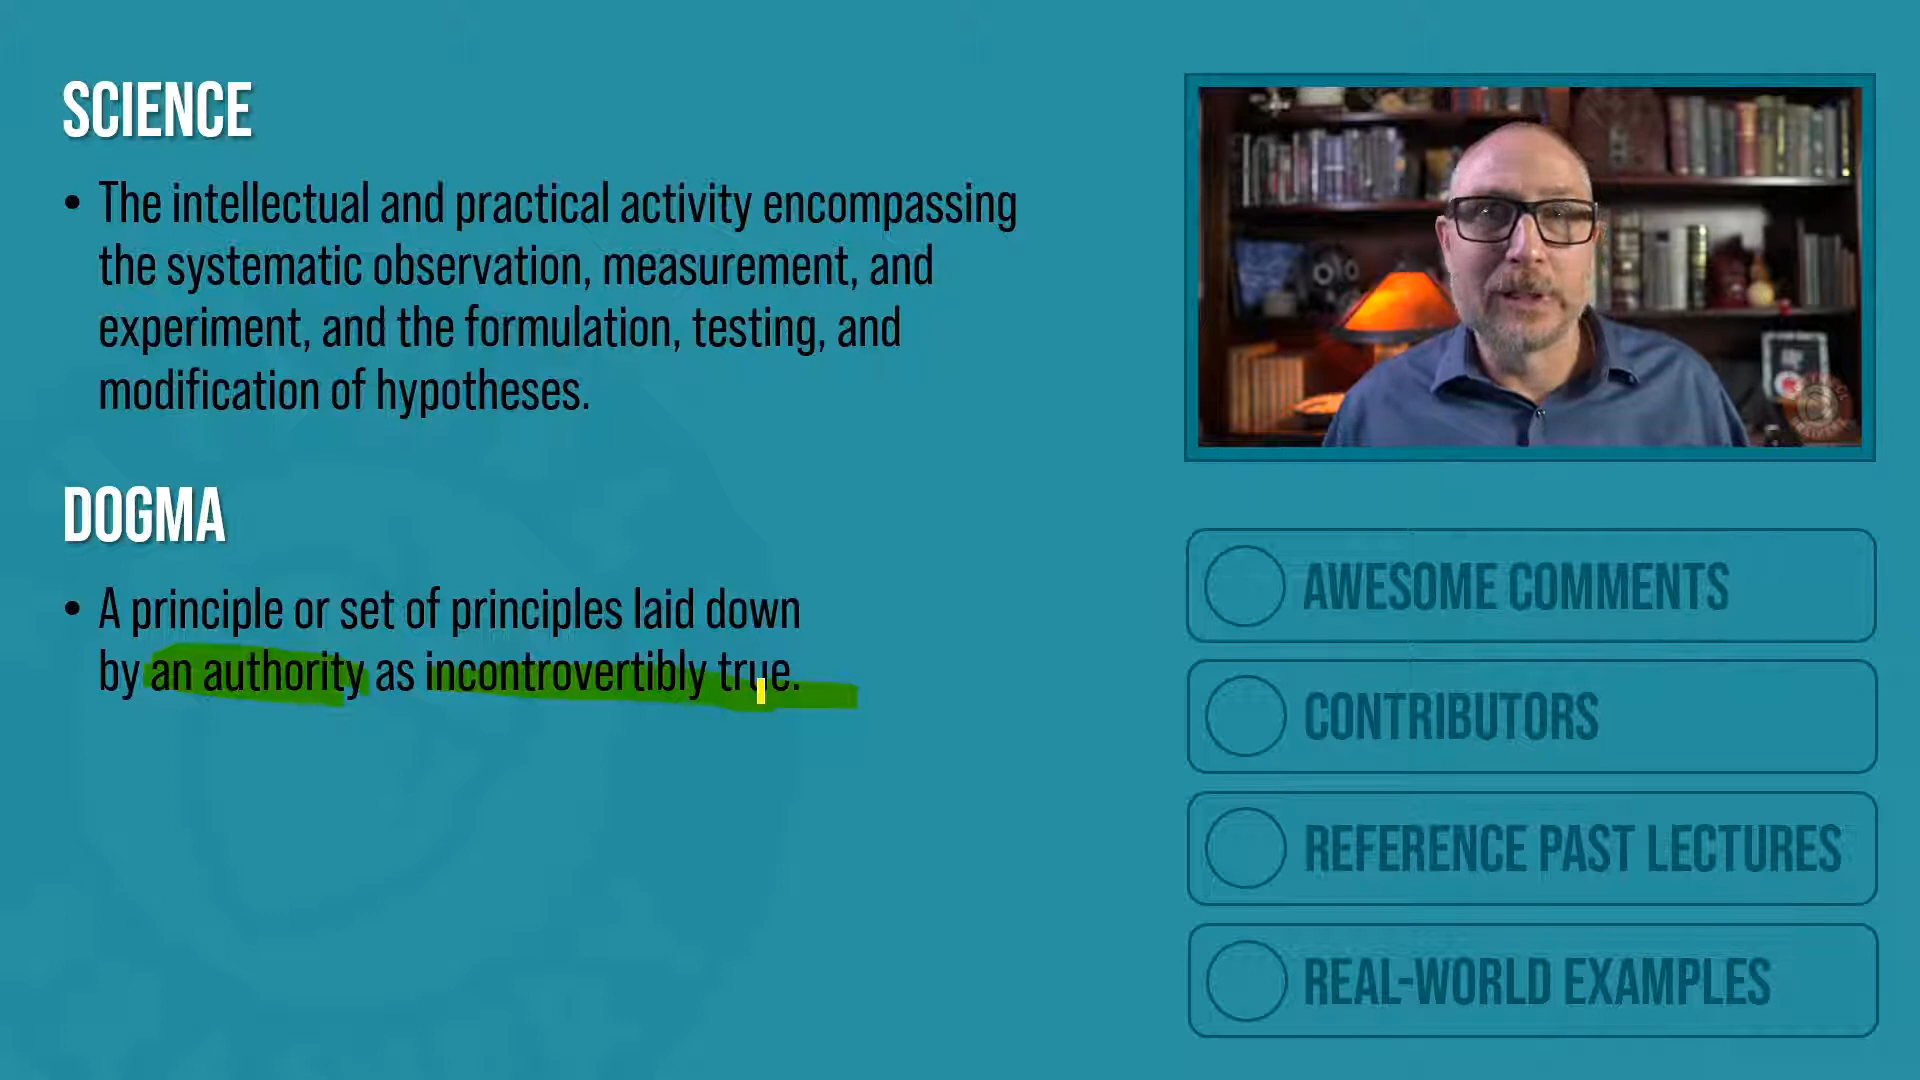 SCIENCE
• The intellectual and practical activity encompassing
the systematic observation, measurement, and
experiment, and the formulation, testing, and
modification of hypotheses.
DOGMA
• A principle or set of principles laid down
by an authority as incontrovertibly true.
AWESOME COMMENTS
CONTRIBUTORS
REFERENCE PAST LECTURES
REAL-WORLD EXAMPLES